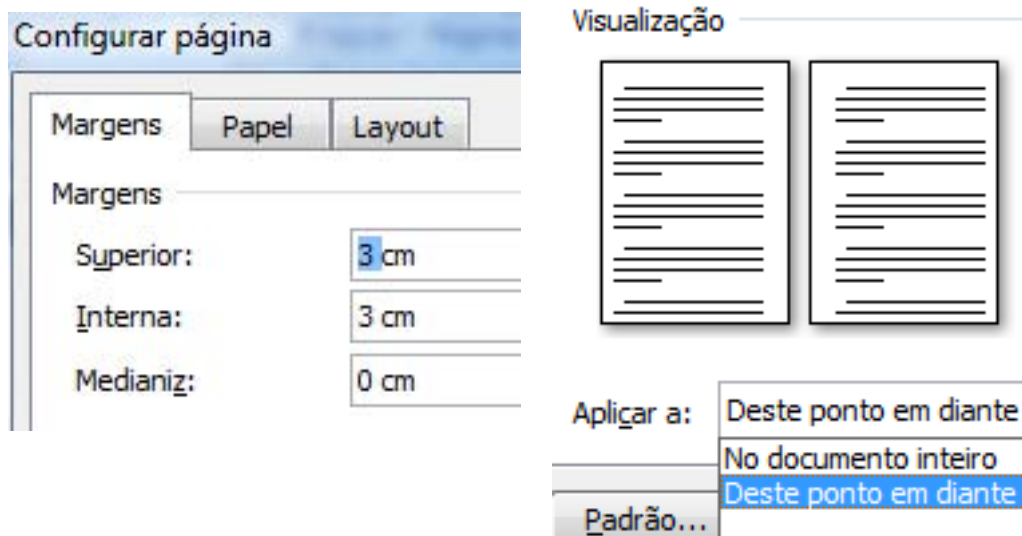 Configurar página
Margens Papel Layout
Margens
Superior: 3 cm
Interna: 3 cm
Medianiz: 0 cm
Visualização
Aplicar a: Deste ponto em diante
No documento inteiro
Deste ponto em diante
Padrão...